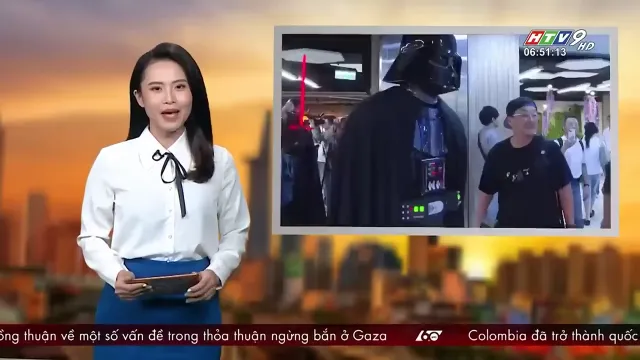 HTV9 HD
06:51:13
ồng thuận về một số vấn đề trong thỏa thuận ngừng bắn ở Gaza
60
Colombia đã trở thành quốc